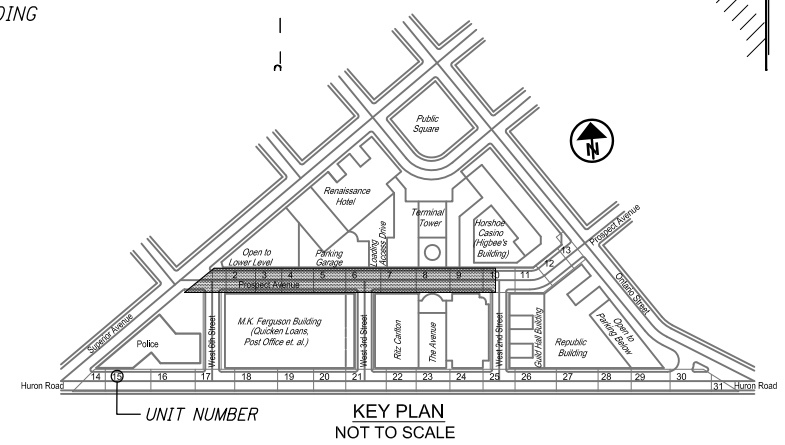 DING
Public
Square
N
Renaissance
Hotel
Terminal
Tower
Horshoe
Casino
(Higbee's
Building)
Loading
Access Drive
Open to
Lower Level
Parking
Garage
Prospect Avenue
13
12
2 3 4 5 6 7 8 9 10 11
Prospect Avenue
Ontario Street
Superior Avenue
Police
West 6th Street
M.K. Ferguson Building
(Quicken Loans,
Post Office et. al.)
West 3rd Street
Ritz Carlton
The Avenue
West 2nd Street
Guild Hall Building
Republic
Building
Open to
Parking Below
14 15 16 17 18 19 20 21 22 23 24 25 26 27 28 29 30 31
Huron Road
Huron Road
UNIT NUMBER
KEY PLAN
NOT TO SCALE